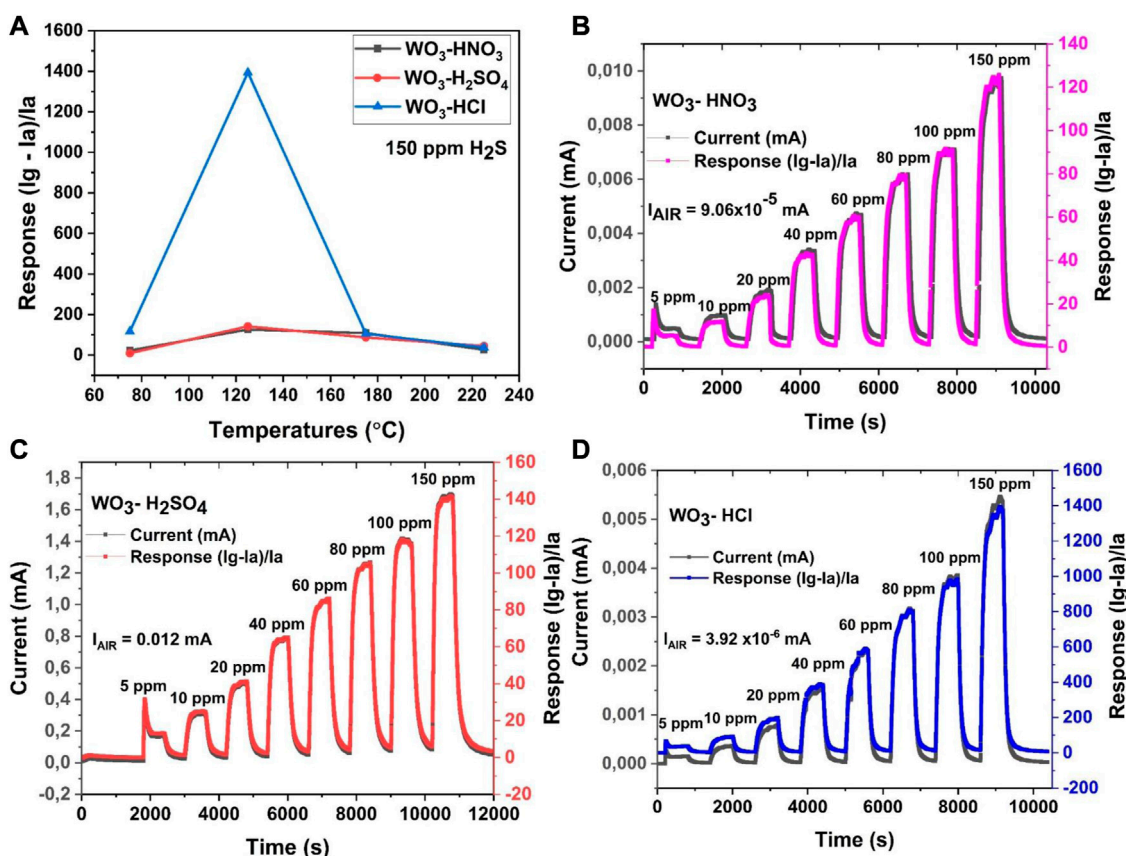 A
1600
1400
1200
1000
800
600
400
200
0
60 80 100 120 140 160 180 200 220 240
Response (Ig - Ia)/Ia
Temperatures (°C)
WO₃-HNO₃
WO₃-H₂SO₄
WO₃-HCl
150 ppm H₂S
B
0,010
0,008
0,006
0,004
0,002
0,000
Current (mA)
0 2000 4000 6000 8000 10000
Time (s)
140
120
100
80
60
40
20
0
Response (Ig-Ia)/Ia
WO₃- HNO₃
Current (mA)
Response (Ig-Ia)/Ia
I_AIR = 9.06x10⁻⁵ mA
5 ppm
10 ppm
20 ppm
40 ppm
60 ppm
80 ppm
100 ppm
150 ppm
C
1,8
1,6
1,4
1,2
1,0
0,8
0,6
0,4
0,2
0,0
-0,2
Current (mA)
0 2000 4000 6000 8000 10000 12000
Time (s)
160
140
120
100
80
60
40
20
0
-20
Response (Ig-Ia)/Ia
WO₃- H₂SO₄
Current (mA)
Response (Ig-Ia)/Ia
I_AIR = 0.012 mA
5 ppm
10 ppm
20 ppm
40 ppm
60 ppm
80 ppm
100 ppm
150 ppm
D
0,006
0,005
0,004
0,003
0,002
0,001
0,000
Current (mA)
0 2000 4000 6000 8000 10000
Time (s)
1600
1400
1200
1000
800
600
400
200
0
-200
Response (Ig-Ia)/Ia
WO₃- HCl
Current (mA)
Response (Ig-Ia)/Ia
I_AIR = 3.92 x10⁻⁶ mA
5 ppm
10 ppm
20 ppm
40 ppm
60 ppm
80 ppm
100 ppm
150 ppm